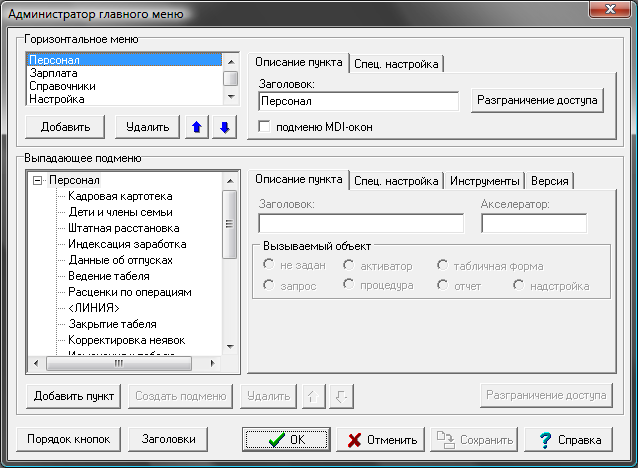 Администратор главного меню
Горизонтальное меню
Персонал
Зарплата
Справочники
Настройка
Добавить
Удалить
Описание пункта
Спец. настройка
Заголовок:
Персонал
Разграничение доступа
подменю MDI-окон
Выпадающее подменю
Персонал
Кадровая картотека
Дети и члены семьи
Штатная расстановка
Индексация заработка
Данные об отпусках
Ведение табеля
Расценки по операциям
<ЛИНИЯ>
Закрытие табеля
Корректировка неявок
Описание пункта
Спец. настройка
Инструменты
Версия
Заголовок:
Акселератор:
Вызываемый объект
не задан
активатор
табличная форма
запрос
процедура
отчет
надстройка
Добавить пункт
Создать подменю
Удалить
Разграничение доступа
Порядок кнопок
Заголовки
OK
Отменить
Сохранить
Справка